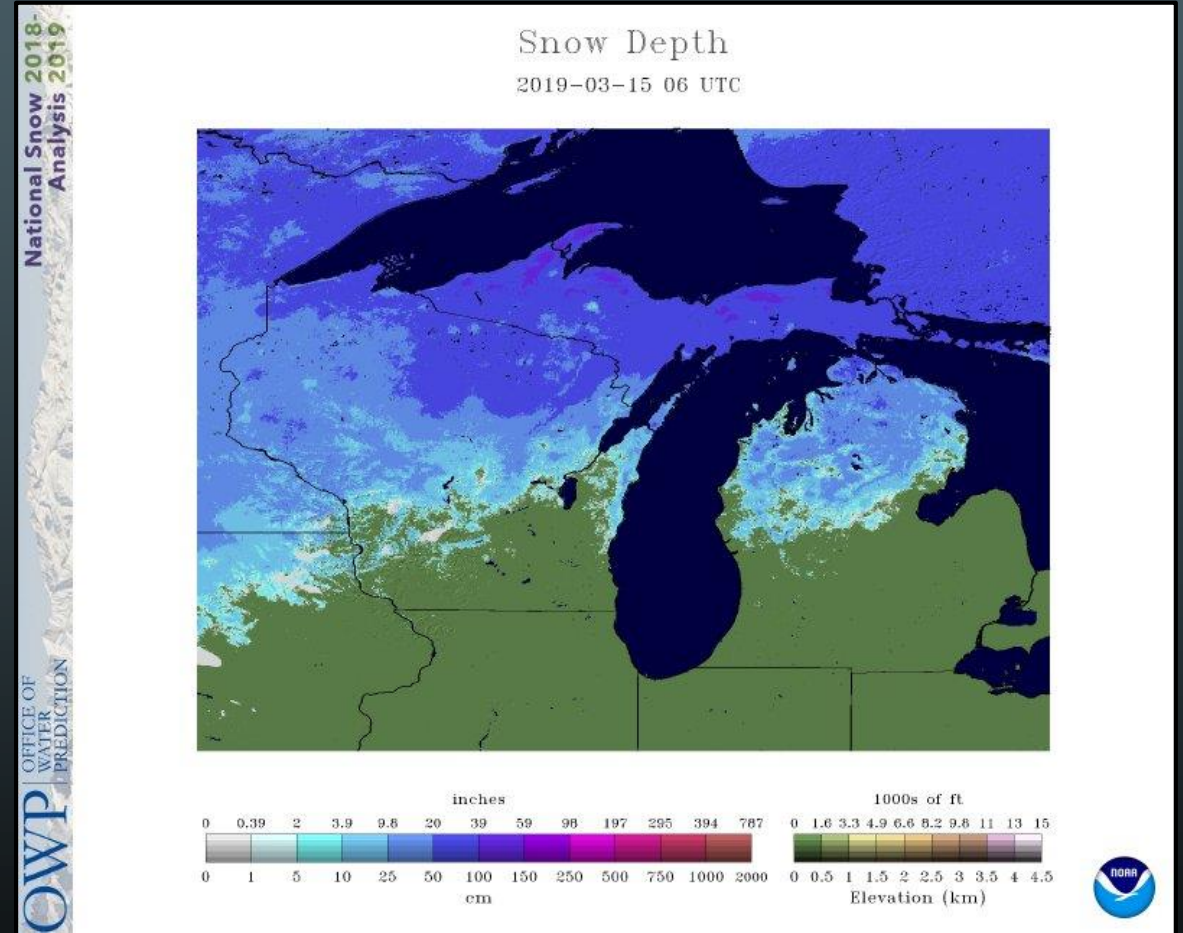 National Snow 2018-
Analysis 2019
Snow Depth
2019-03-15 06 UTC
inches
0 0.39 2 3.9 9.8 20 39 59 98 197 295 394 787
0 1 5 10 25 50 100 150 250 500 750 1000 2000
cm
1000s of ft
0 1.6 3.3 4.9 6.6 8.2 9.8 11 13 15
0 0.5 1 1.5 2 2.5 3 3.5 4 4.5
Elevation (km)
OWP
OFFICE OF
WATER
PREDICTION
NOAA